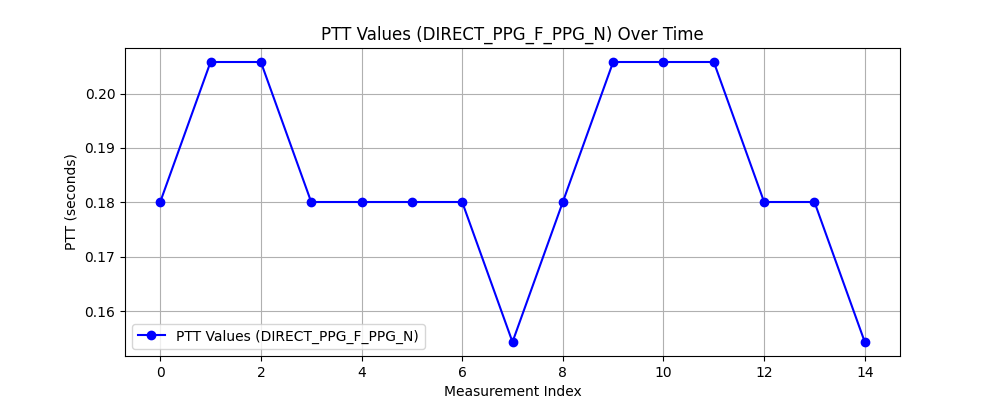 PTT Values (DIRECT_PPG_F_PPG_N) Over Time
PTT (seconds)
0.20
0.19
0.18
0.17
0.16
PTT Values (DIRECT_PPG_F_PPG_N)
0 2 4 6 8 10 12 14
Measurement Index